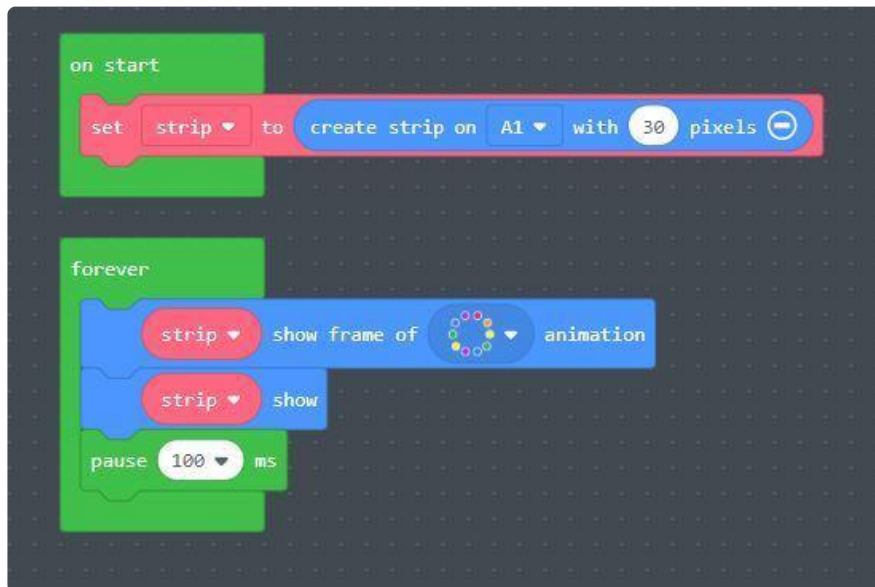 on start
set strip to create strip on A1 with 30 pixels
forever
strip show frame of animation
strip show
pause 100 ms